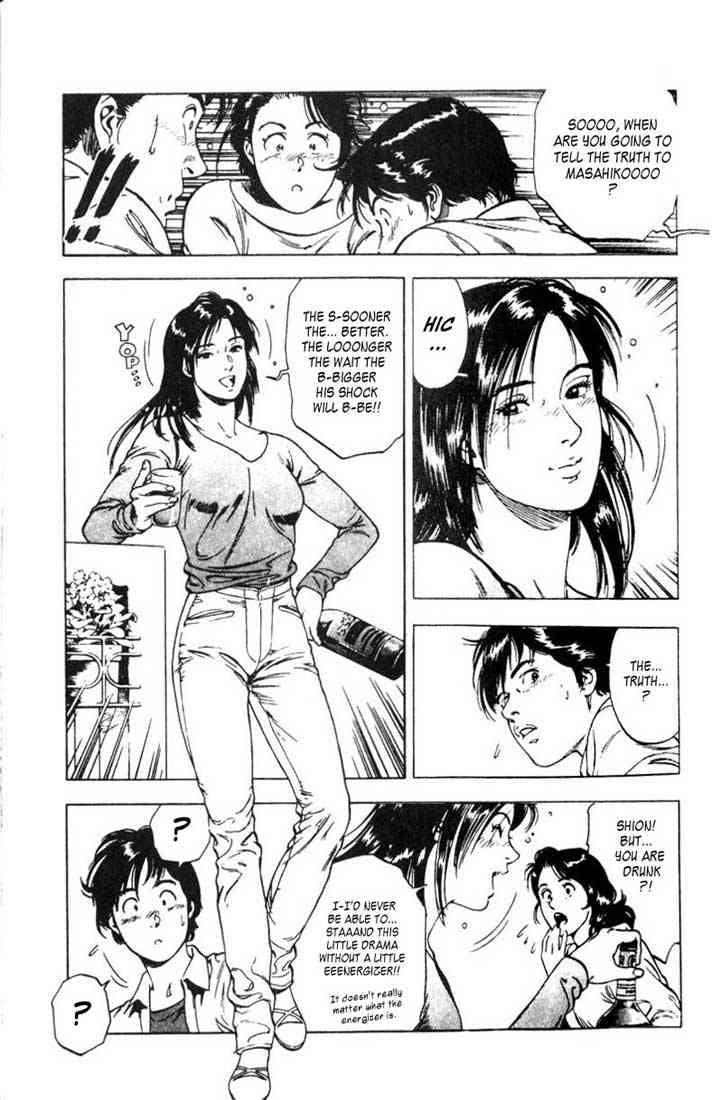 SOOOO, WHEN
ARE YOU GOING TO
TELL THE TRUTH TO
MASAHIKOOOO
?
!!
HIC
...
YOP...
THE S-SOONER
THE... BETTER.
THE LOOONGER
THE WAIT THE
B-BIGGER
HIS SHOCK
WILL B-BE!!
THE...
TRUTH...
?
SHION!
BUT...
YOU ARE
DRUNK
?!
I-I'D NEVER
BE ABLE TO...
STAAAND THIS
LITTLE DRAMA
WITHOUT A LITTLE
EEENERGIZER!!
It doesn't really
matter what the
energizer is.
?
?